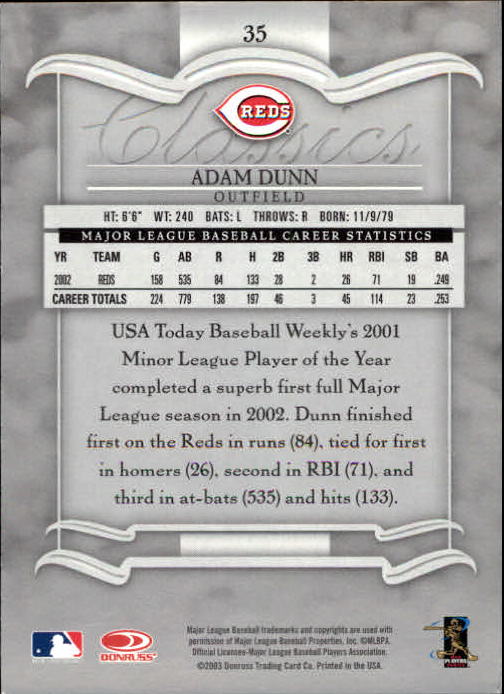 35
REDS
Classics
ADAM DUNN
OUTFIELD
HT: 6'6" WT: 240 BATS: L THROWS: R BORN: 11/9/79
MAJOR LEAGUE BASEBALL CAREER STATISTICS
YR TEAM G AB R H 2B 3B HR RBI SB BA
2002 REDS 158 535 84 133 28 2 26 71 19 .249
CAREER TOTALS 224 779 138 197 46 3 45 114 23 .253
USA Today Baseball Weekly's 2001
Minor League Player of the Year
completed a superb first full Major
League season in 2002. Dunn finished
first on the Reds in runs (84), tied for first
in homers (26), second in RBI (71), and
third in at-bats (535) and hits (133).
DONRUSS
Major League Baseball trademarks and copyrights are used with
permission of Major League Baseball Properties, Inc. ©MLBPA.
Official Licensee-Major League Baseball Players Association.
©2003 Donruss Trading Card Co. Printed in the USA.
PLAYERS